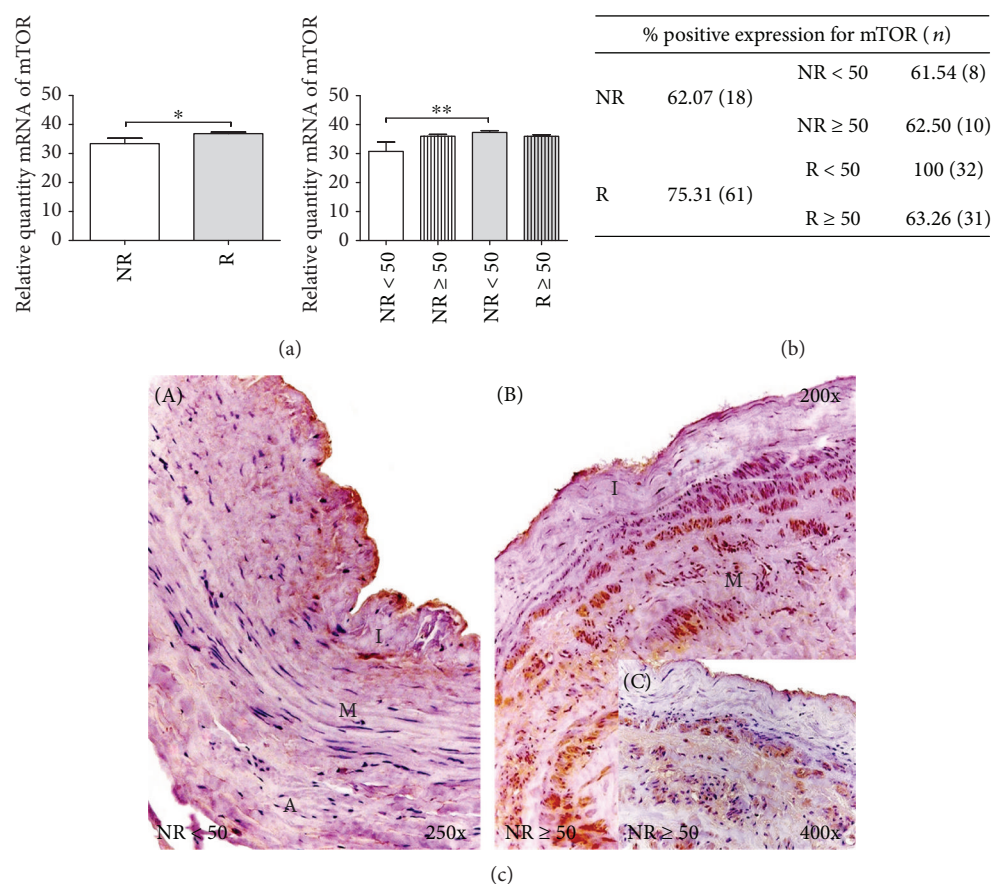 Relative quantity mRNA of mTOR
50
40
30
20
10
0
*
NR
R
Relative quantity mRNA of mTOR
50
40
30
20
10
0
**
NR < 50
NR ≥ 50
NR < 50
R ≥ 50
(a)
% positive expression for mTOR (n)
NR 62.07 (18) NR < 50 61.54 (8)
NR ≥ 50 62.50 (10)
R 75.31 (61) R < 50 100 (32)
R ≥ 50 63.26 (31)
(b)
(A)
I
M
A
NR < 50 250x
(B)
200x
I
M
NR ≥ 50
(C)
NR ≥ 50 400x
(c)